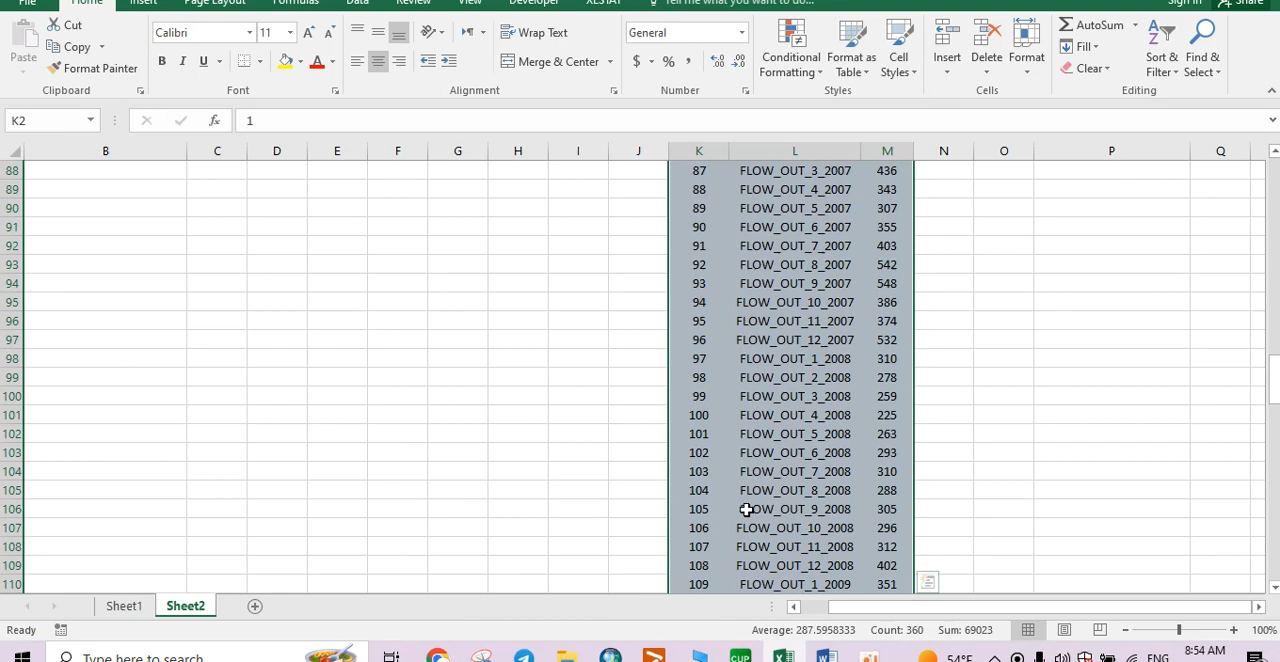 File Home Insert Page Layout Formulas Data Review View Developer XLSTAT Tell me what you want to do... Sign in Share
Cut
Copy
Format Painter
Paste
Calibri 11 A A
B I U A
Wrap Text
Merge & Center
General
$ % ,
Conditional Formatting
Format as Table
Cell Styles
Insert Delete Format
AutoSum
Fill
Clear
Sort & Filter
Find & Select
Clipboard Font Alignment Number Styles Cells Editing
K2 fx 1
B C D E F G H I J K L M N O P Q
88 87 FLOW_OUT_3_2007 436
89 88 FLOW_OUT_4_2007 343
90 89 FLOW_OUT_5_2007 307
91 90 FLOW_OUT_6_2007 355
92 91 FLOW_OUT_7_2007 403
93 92 FLOW_OUT_8_2007 542
94 93 FLOW_OUT_9_2007 548
95 94 FLOW_OUT_10_2007 386
96 95 FLOW_OUT_11_2007 374
97 96 FLOW_OUT_12_2007 532
98 97 FLOW_OUT_1_2008 310
99 98 FLOW_OUT_2_2008 278
100 99 FLOW_OUT_3_2008 259
101 100 FLOW_OUT_4_2008 225
102 101 FLOW_OUT_5_2008 263
103 102 FLOW_OUT_6_2008 293
104 103 FLOW_OUT_7_2008 310
105 104 FLOW_OUT_8_2008 288
106 105 FLOW_OUT_9_2008 305
107 106 FLOW_OUT_10_2008 296
108 107 FLOW_OUT_11_2008 312
109 108 FLOW_OUT_12_2008 402
110 109 FLOW_OUT_1_2009 351
Sheet1 Sheet2
Ready Average: 287.5958333 Count: 360 Sum: 69023 100%
Type here to search CUP 54°F ENG 8:54 AM